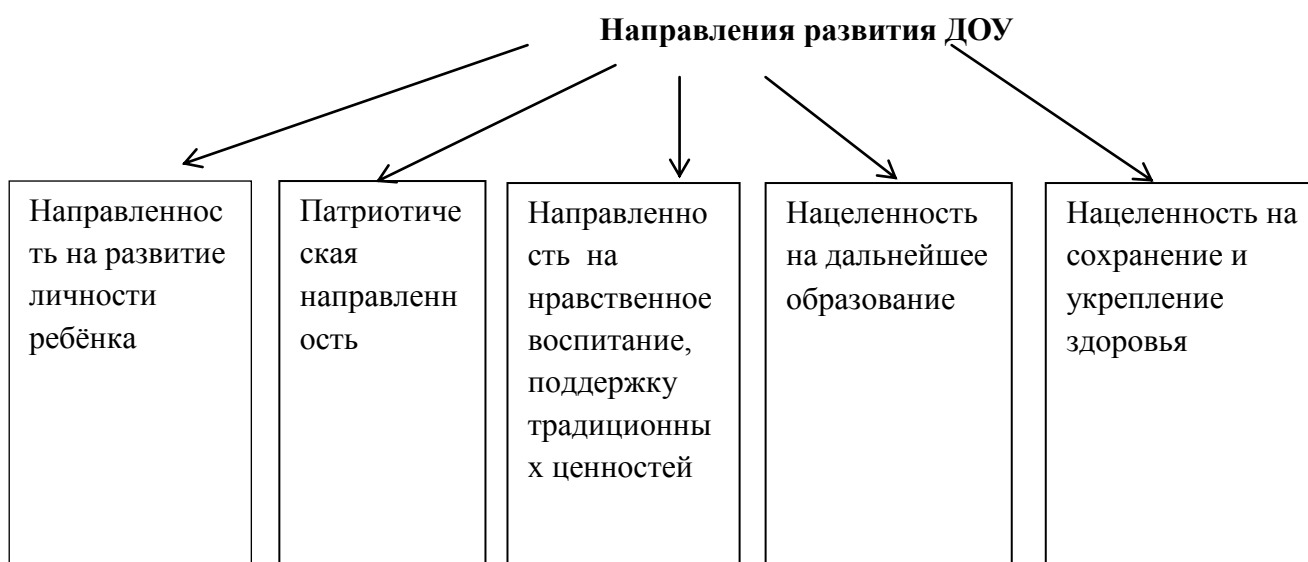 Направления развития ДОУ
Направленнос
ть на развитие
личности
ребёнка
Патриотиче
ская
направленн
ость
Направленно
сть на
нравственное
воспитание,
поддержку
традиционны
х ценностей
Нацеленность
на дальнейшее
образование
Нацеленность на
сохранение и
укрепление
здоровья